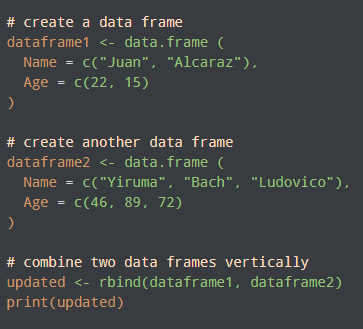 # create a data frame
dataframe1 <- data.frame (
  Name = c("Juan", "Alcaraz"),
  Age = c(22, 15)
)

# create another data frame
dataframe2 <- data.frame (
  Name = c("Yiruma", "Bach", "Ludovico"),
  Age = c(46, 89, 72)
)

# combine two data frames vertically
updated <- rbind(dataframe1, dataframe2)
print(updated)